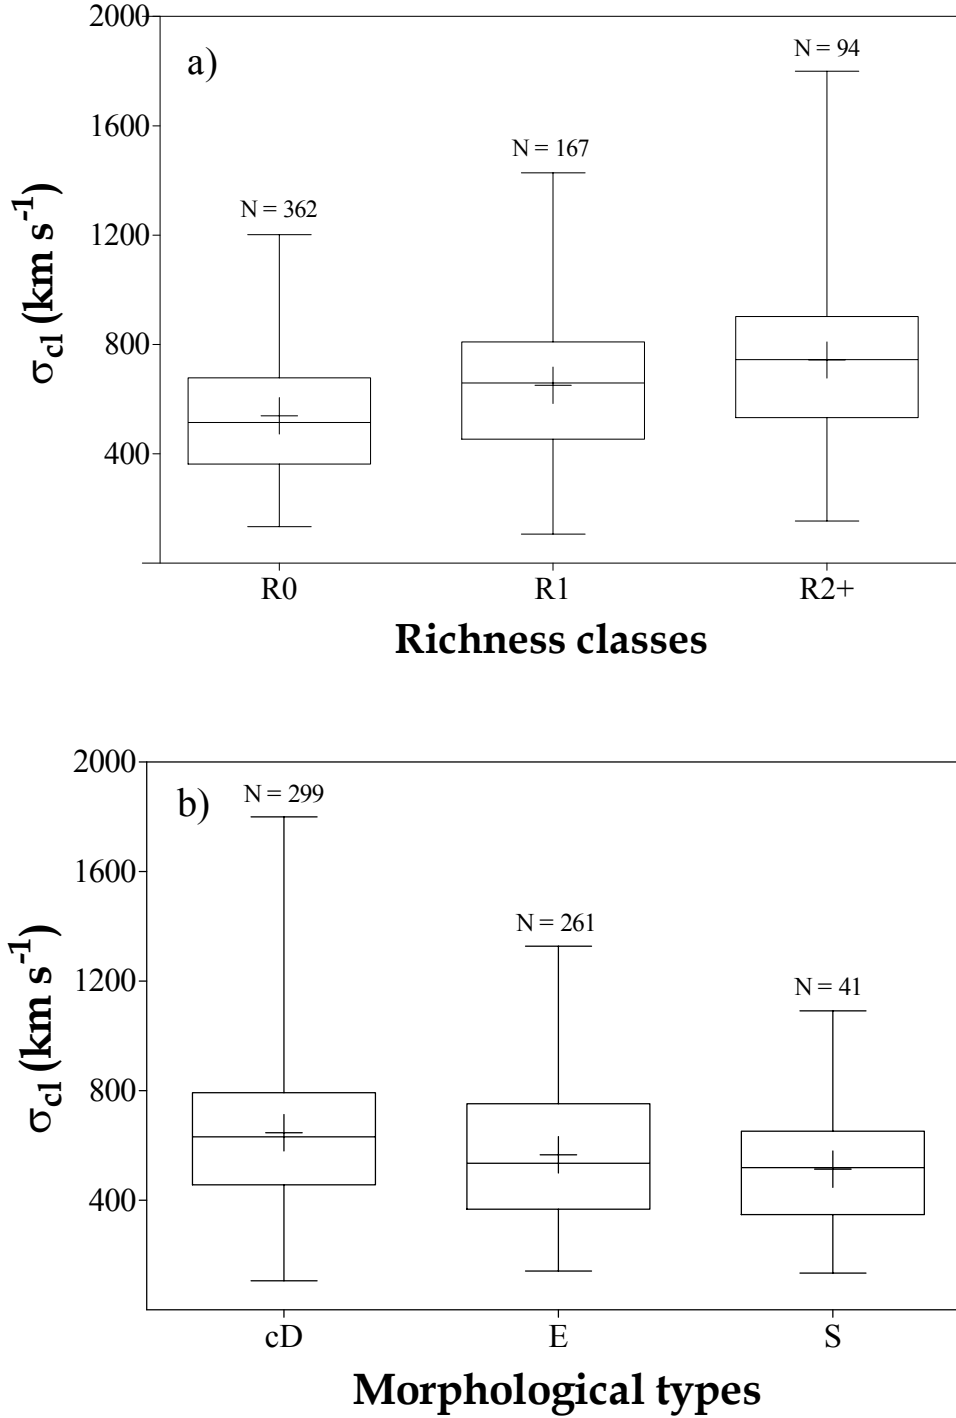 2000
a)
N = 94
1600
N = 167
1200
N = 362
800
400
σcl (km s-1)
R0 R1 R2+
Richness classes
2000
b)
N = 299
1600
N = 261
1200
N = 41
800
400
σcl (km s-1)
cD E S
Morphological types